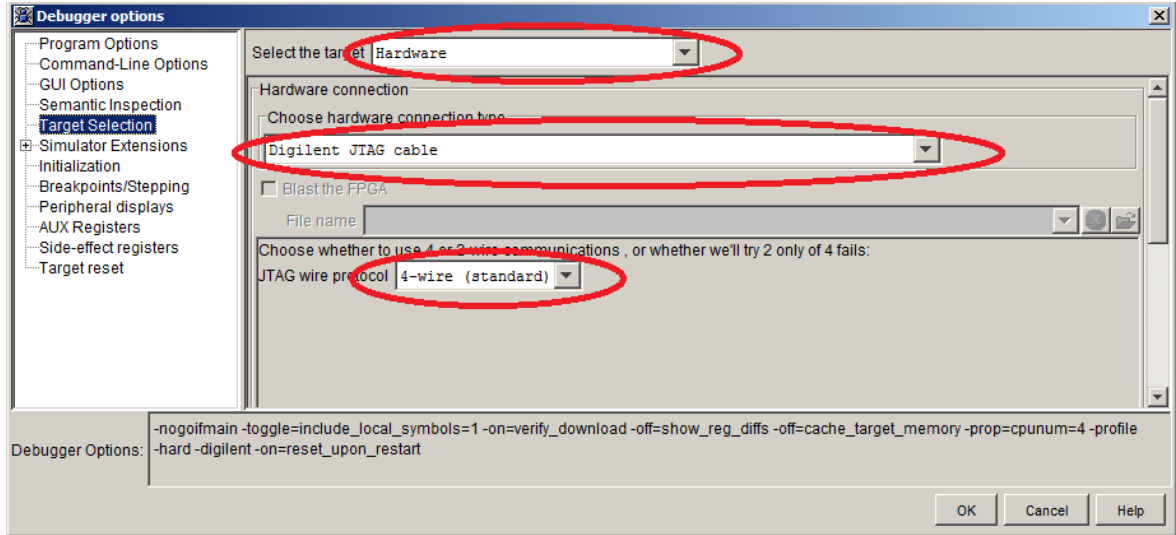 Debugger options
Program Options
Command-Line Options
GUI Options
Semantic Inspection
Target Selection
Simulator Extensions
Initialization
Breakpoints/Stepping
Peripheral displays
AUX Registers
Side-effect registers
Target reset
Select the target Hardware
Hardware connection
Choose hardware connection type
Digilent JTAG cable
Blast the FPGA
File name
Choose whether to use 4 or 2 wire communications , or whether we'll try 2 only of 4 fails:
JTAG wire protocol 4-wire (standard)
Debugger Options:
-nogoifmain -toggle=include_local_symbols=1 -on=verify_download -off=show_reg_diffs -off=cache_target_memory -prop=cpunum=4 -profile
-hard -digilent -on=reset_upon_restart
OK Cancel Help